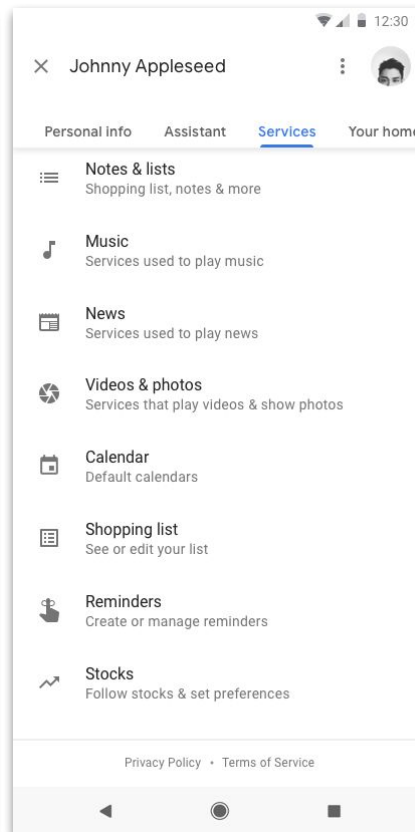 12:30
Johnny Appleseed
Personal info Assistant Services Your home
Notes & lists
Shopping list, notes & more
Music
Services used to play music
News
Services used to play news
Videos & photos
Services that play videos & show photos
Calendar
Default calendars
Shopping list
See or edit your list
Reminders
Create or manage reminders
Stocks
Follow stocks & set preferences
Privacy Policy • Terms of Service